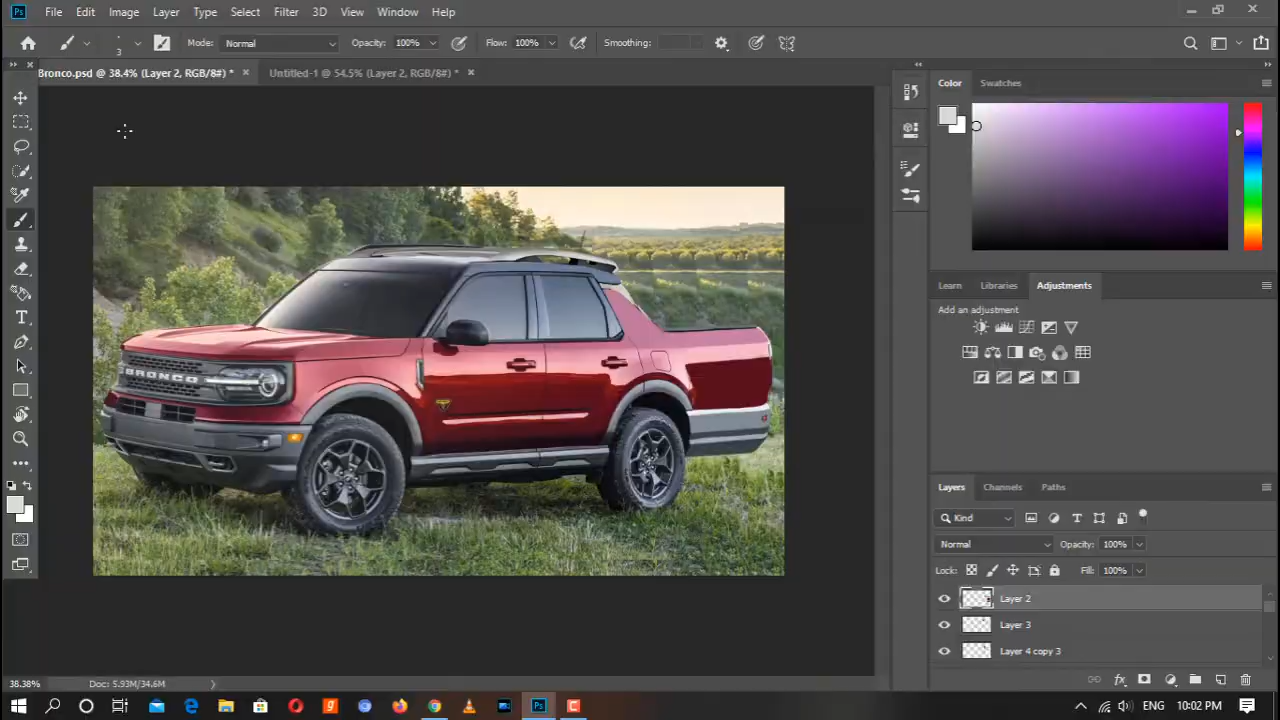 Ps File Edit Image Layer Type Select Filter 3D View Window Help
3 Mode: Normal Opacity: 100% Flow: 100% Smoothing:
Bronco.psd @ 38.4% (Layer 2, RGB/8#) * × Untitled-1 @ 54.5% (Layer 2, RGB/8#) * ×
Color Swatches
Learn Libraries Adjustments
Add an adjustment
BRONCO
Layers Channels Paths
Kind
Normal Opacity: 100%
Lock: Fill: 100%
Layer 2
Layer 3
Layer 4 copy 3
38.38% Doc: 5.93M/34.6M
Ps ENG 10:02 PM